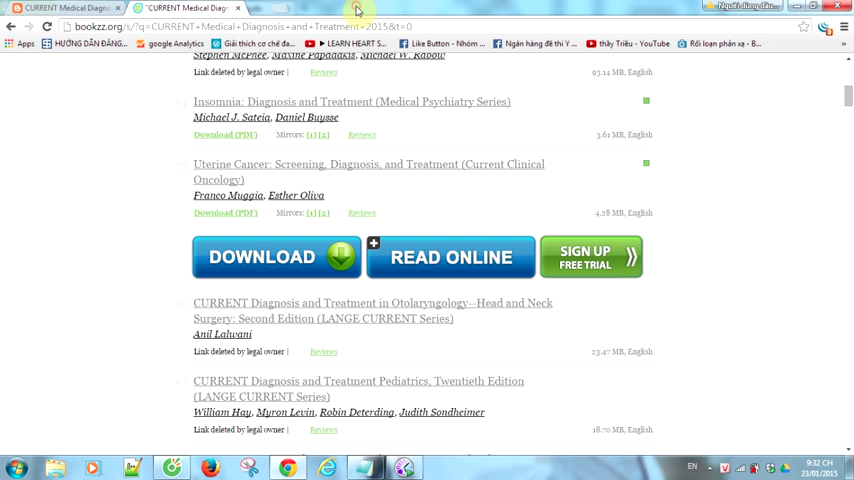 CURRENT Medical Diagno
"CURRENT Medical Diag
Người dùng đầu...
bookzz.org/s/?q=CURRENT+Medical+Diagnosis+and+Treatment+2015&t=0
Apps
HƯỚNG DẪN ĐĂNG...
google Analytics
Giải thích cơ chế đa...
LEARN HEART S...
Like Button - Nhóm ...
Ngân hàng đề thi Y ...
thầy Triều - YouTube
Rối loạn phản xạ - B...
Stephen McPhee, Maxine Papadakis, Michael W. Rabow
Link deleted by legal owner | Reviews 93.14 MB, English
Insomnia: Diagnosis and Treatment (Medical Psychiatry Series)
Michael J. Sateia, Daniel Buysse
Download (PDF) Mirrors: [1] [2] Reviews 3.61 MB, English
Uterine Cancer: Screening, Diagnosis, and Treatment (Current Clinical
Oncology)
Franco Muggia, Esther Oliva
Download (PDF) Mirrors: [1] [2] Reviews 4.28 MB, English
DOWNLOAD
READ ONLINE
SIGN UP
FREE TRIAL
CURRENT Diagnosis and Treatment in Otolaryngology--Head and Neck
Surgery: Second Edition (LANGE CURRENT Series)
Anil Lalwani
Link deleted by legal owner | Reviews 23.47 MB, English
CURRENT Diagnosis and Treatment Pediatrics, Twentieth Edition
(LANGE CURRENT Series)
William Hay, Myron Levin, Robin Deterding, Judith Sondheimer
Link deleted by legal owner | Reviews 18.70 MB, English
EN
9:32 CH
23/01/2015